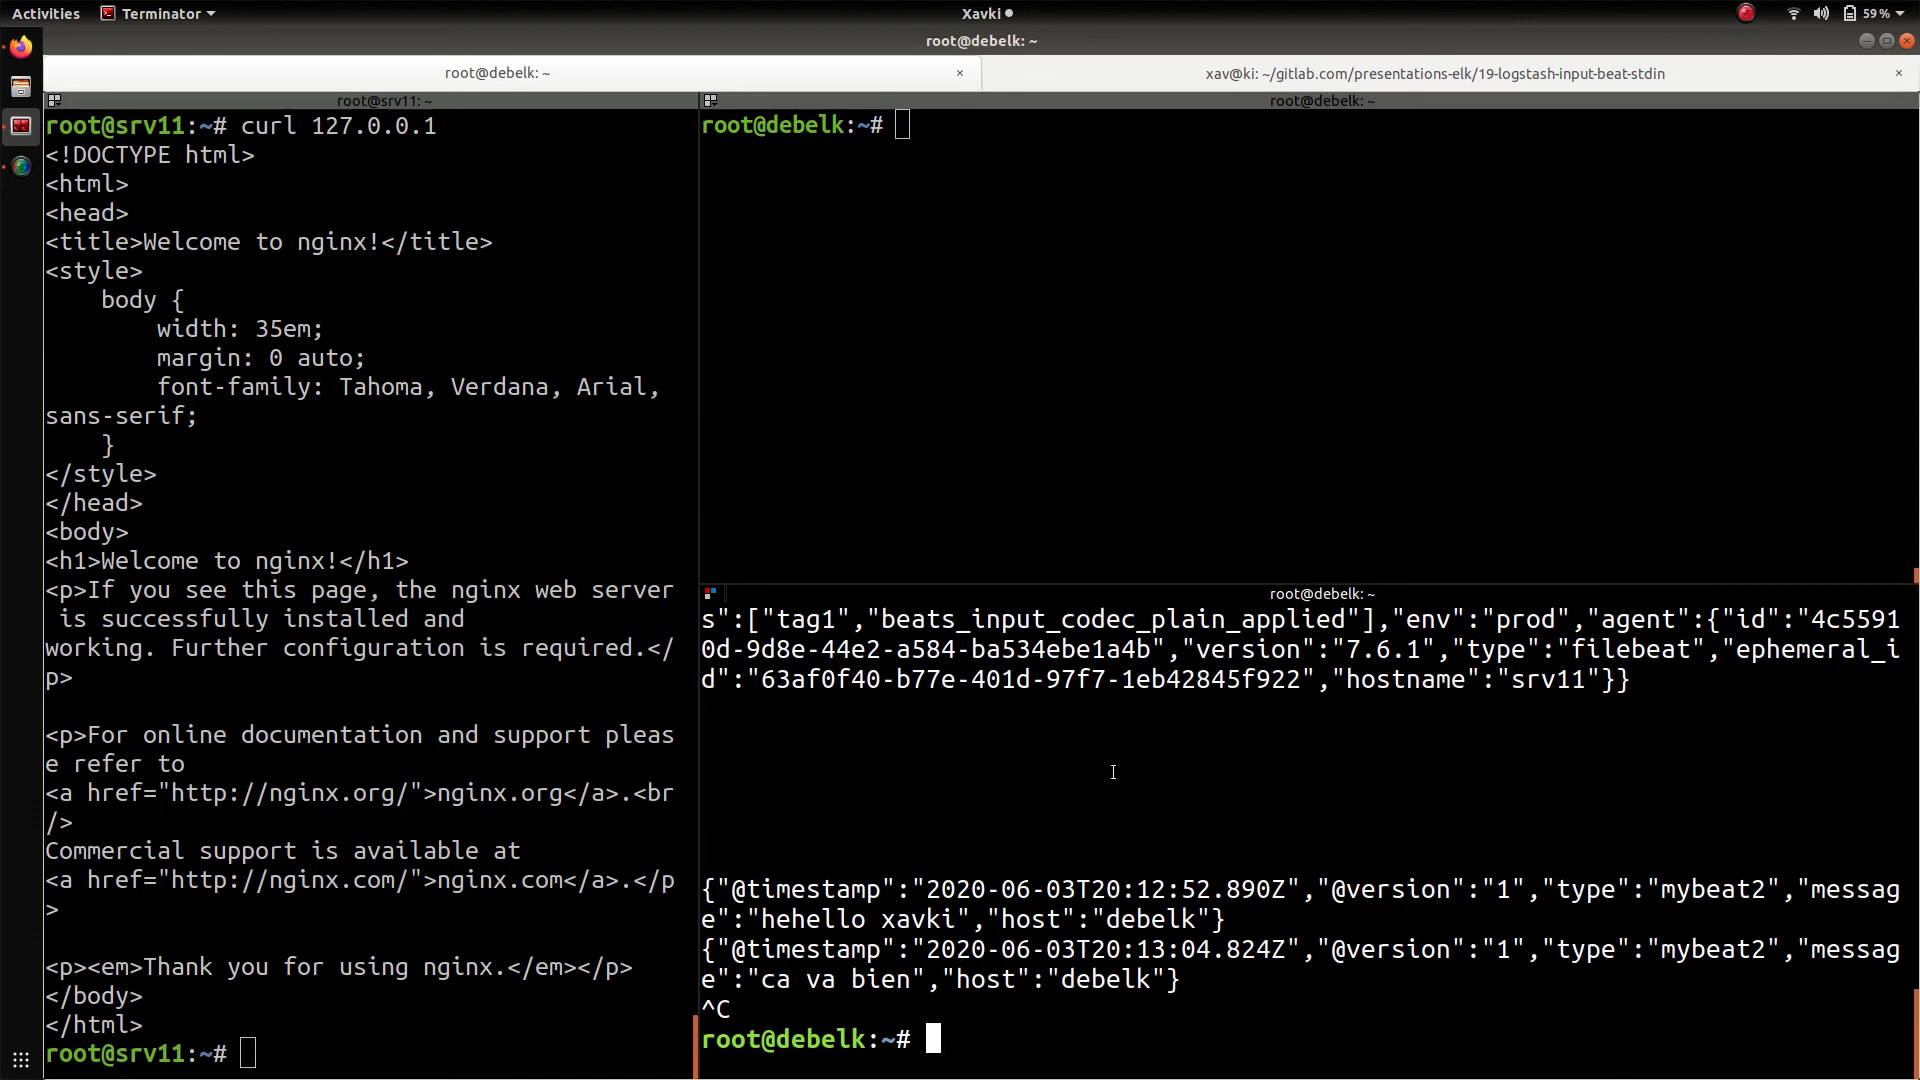 Activities
Terminator
Xavki
59 %
root@debelk: ~
root@debelk: ~
×
xav@ki: ~/gitlab.com/presentations-elk/19-logstash-input-beat-stdin
×
root@srv11: ~
root@srv11:~# curl 127.0.0.1
<!DOCTYPE html>
<html>
<head>
<title>Welcome to nginx!</title>
<style>
    body {
        width: 35em;
        margin: 0 auto;
        font-family: Tahoma, Verdana, Arial,
sans-serif;
    }
</style>
</head>
<body>
<h1>Welcome to nginx!</h1>
<p>If you see this page, the nginx web server
 is successfully installed and
working. Further configuration is required.</
p>
<p>For online documentation and support pleas
e refer to
<a href="http://nginx.org/">nginx.org</a>.<br
/>
Commercial support is available at
<a href="http://nginx.com/">nginx.com</a>.</p
>
<p><em>Thank you for using nginx.</em></p>
</body>
</html>
root@srv11:~#
root@debelk: ~
root@debelk:~#
root@debelk: ~
s":["tag1","beats_input_codec_plain_applied"],"env":"prod","agent":{"id":"4c5591
0d-9d8e-44e2-a584-ba534ebe1a4b","version":"7.6.1","type":"filebeat","ephemeral_i
d":"63af0f40-b77e-401d-97f7-1eb42845f922","hostname":"srv11"}}
{"@timestamp":"2020-06-03T20:12:52.890Z","@version":"1","type":"mybeat2","messag
e":"hehello xavki","host":"debelk"}
{"@timestamp":"2020-06-03T20:13:04.824Z","@version":"1","type":"mybeat2","messag
e":"ca va bien","host":"debelk"}
^C
root@debelk:~#